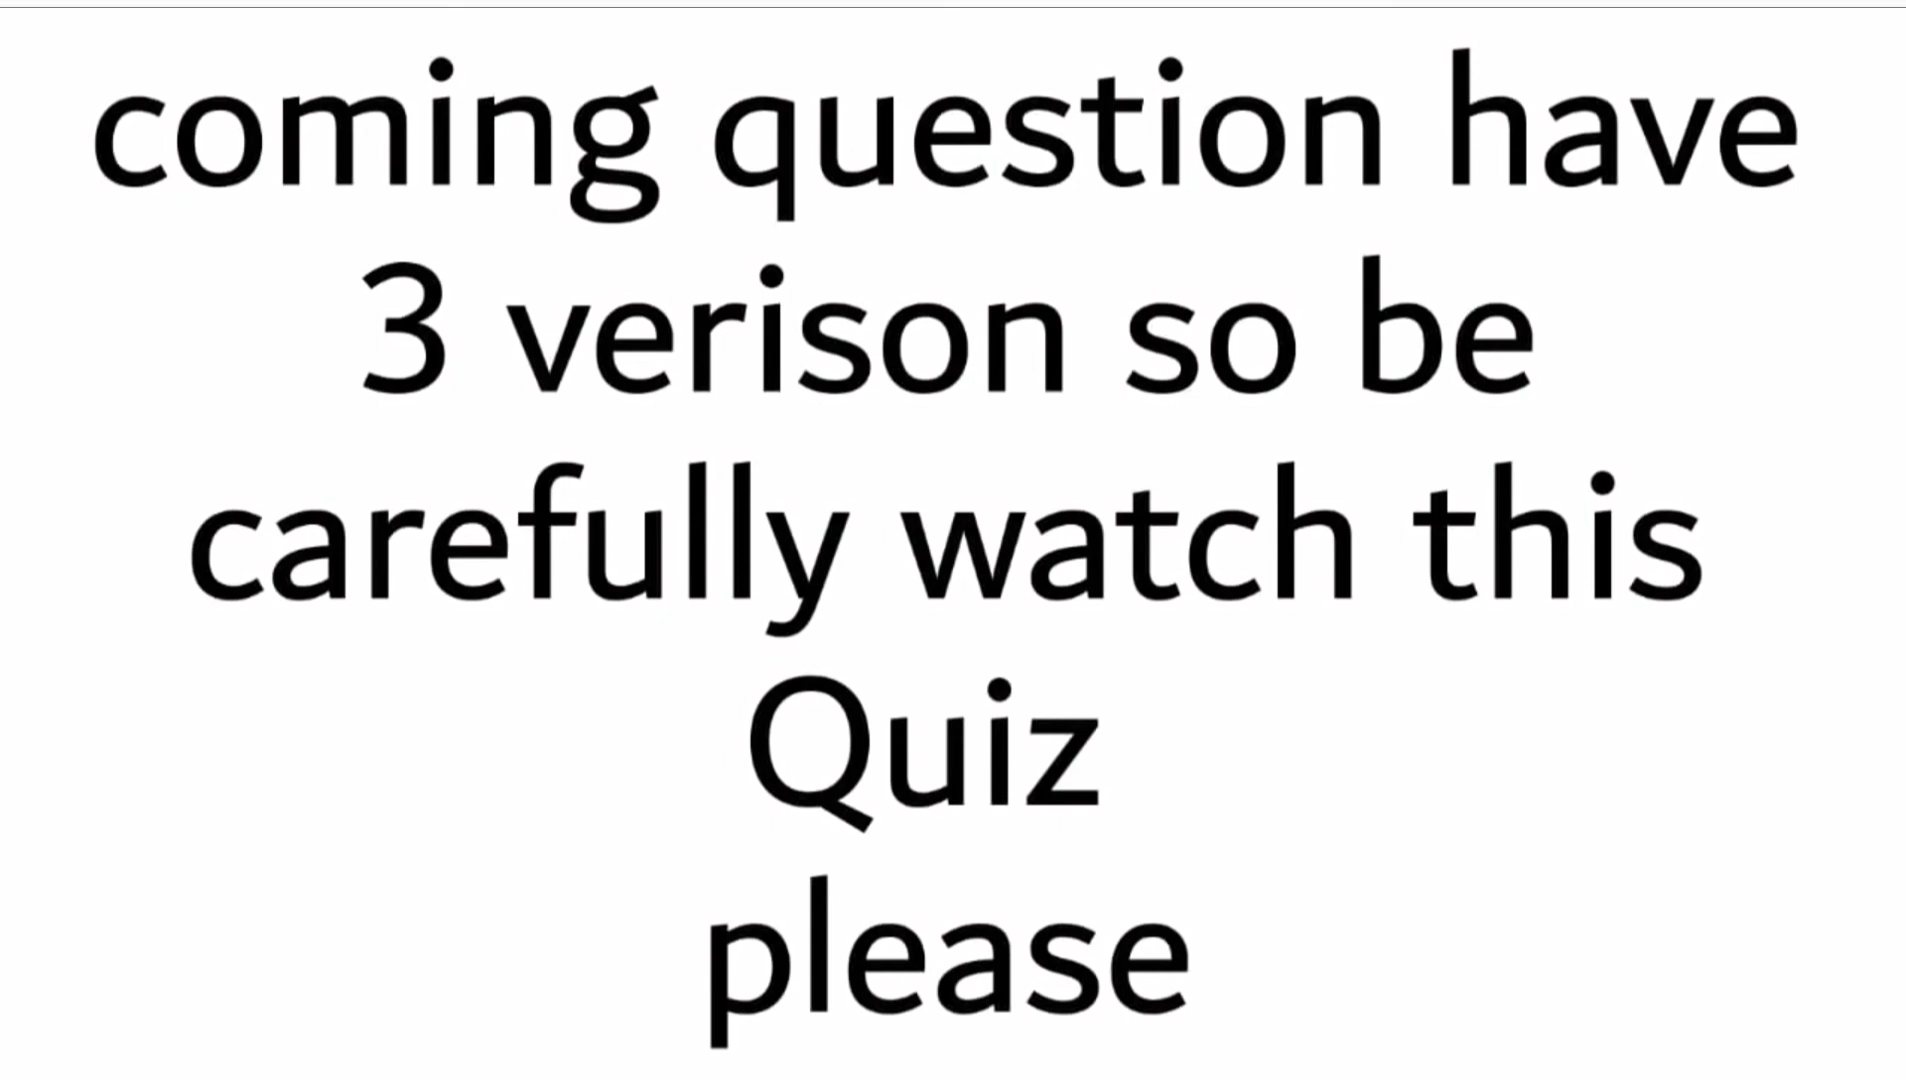 coming question have
3 verison so be
carefully watch this
Quiz
please